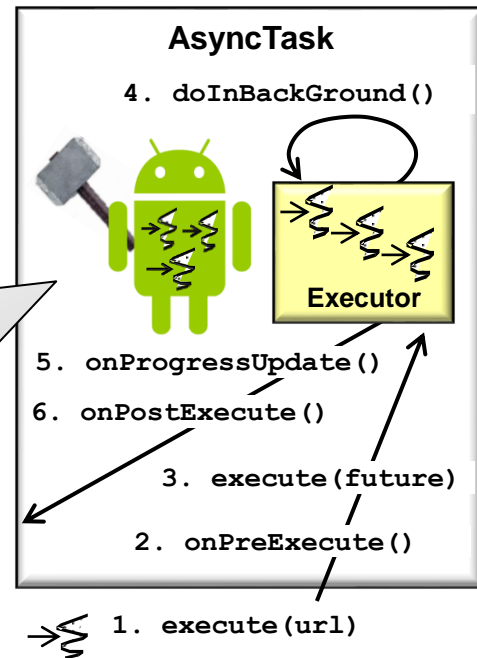 AsyncTask
4. doInBackGround()
Executor
5. onProgressUpdate()
6. onPostExecute()
3. execute(future)
2. onPreExecute()
1. execute(url)